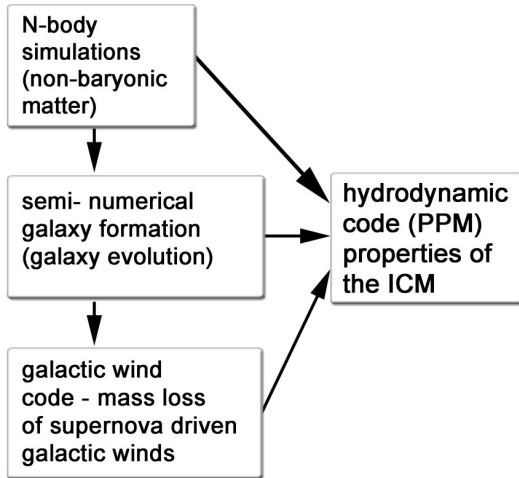 N-body
simulations
(non-baryonic
matter)
semi- numerical
galaxy formation
(galaxy evolution)
galactic wind
code - mass loss
of supernova driven
galactic winds
hydrodynamic
code (PPM)
properties of
the ICM